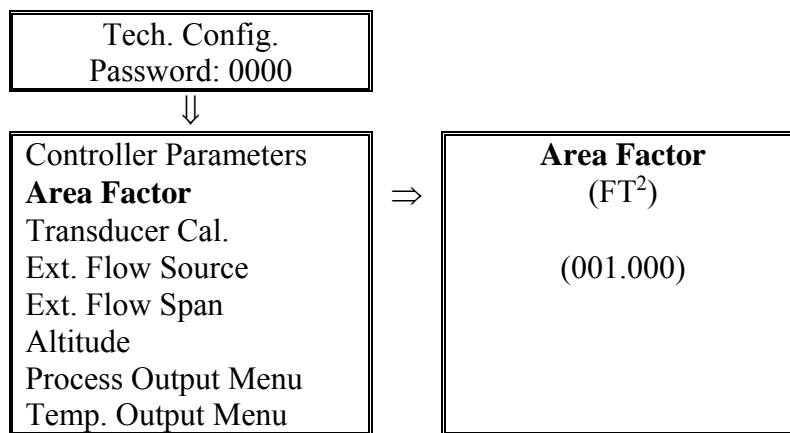 Tech. Config.
Password: 0000
⇓
Controller Parameters
Area Factor
Transducer Cal.
Ext. Flow Source
Ext. Flow Span
Altitude
Process Output Menu
Temp. Output Menu
⇒
Area Factor
(FT²)
(001.000)